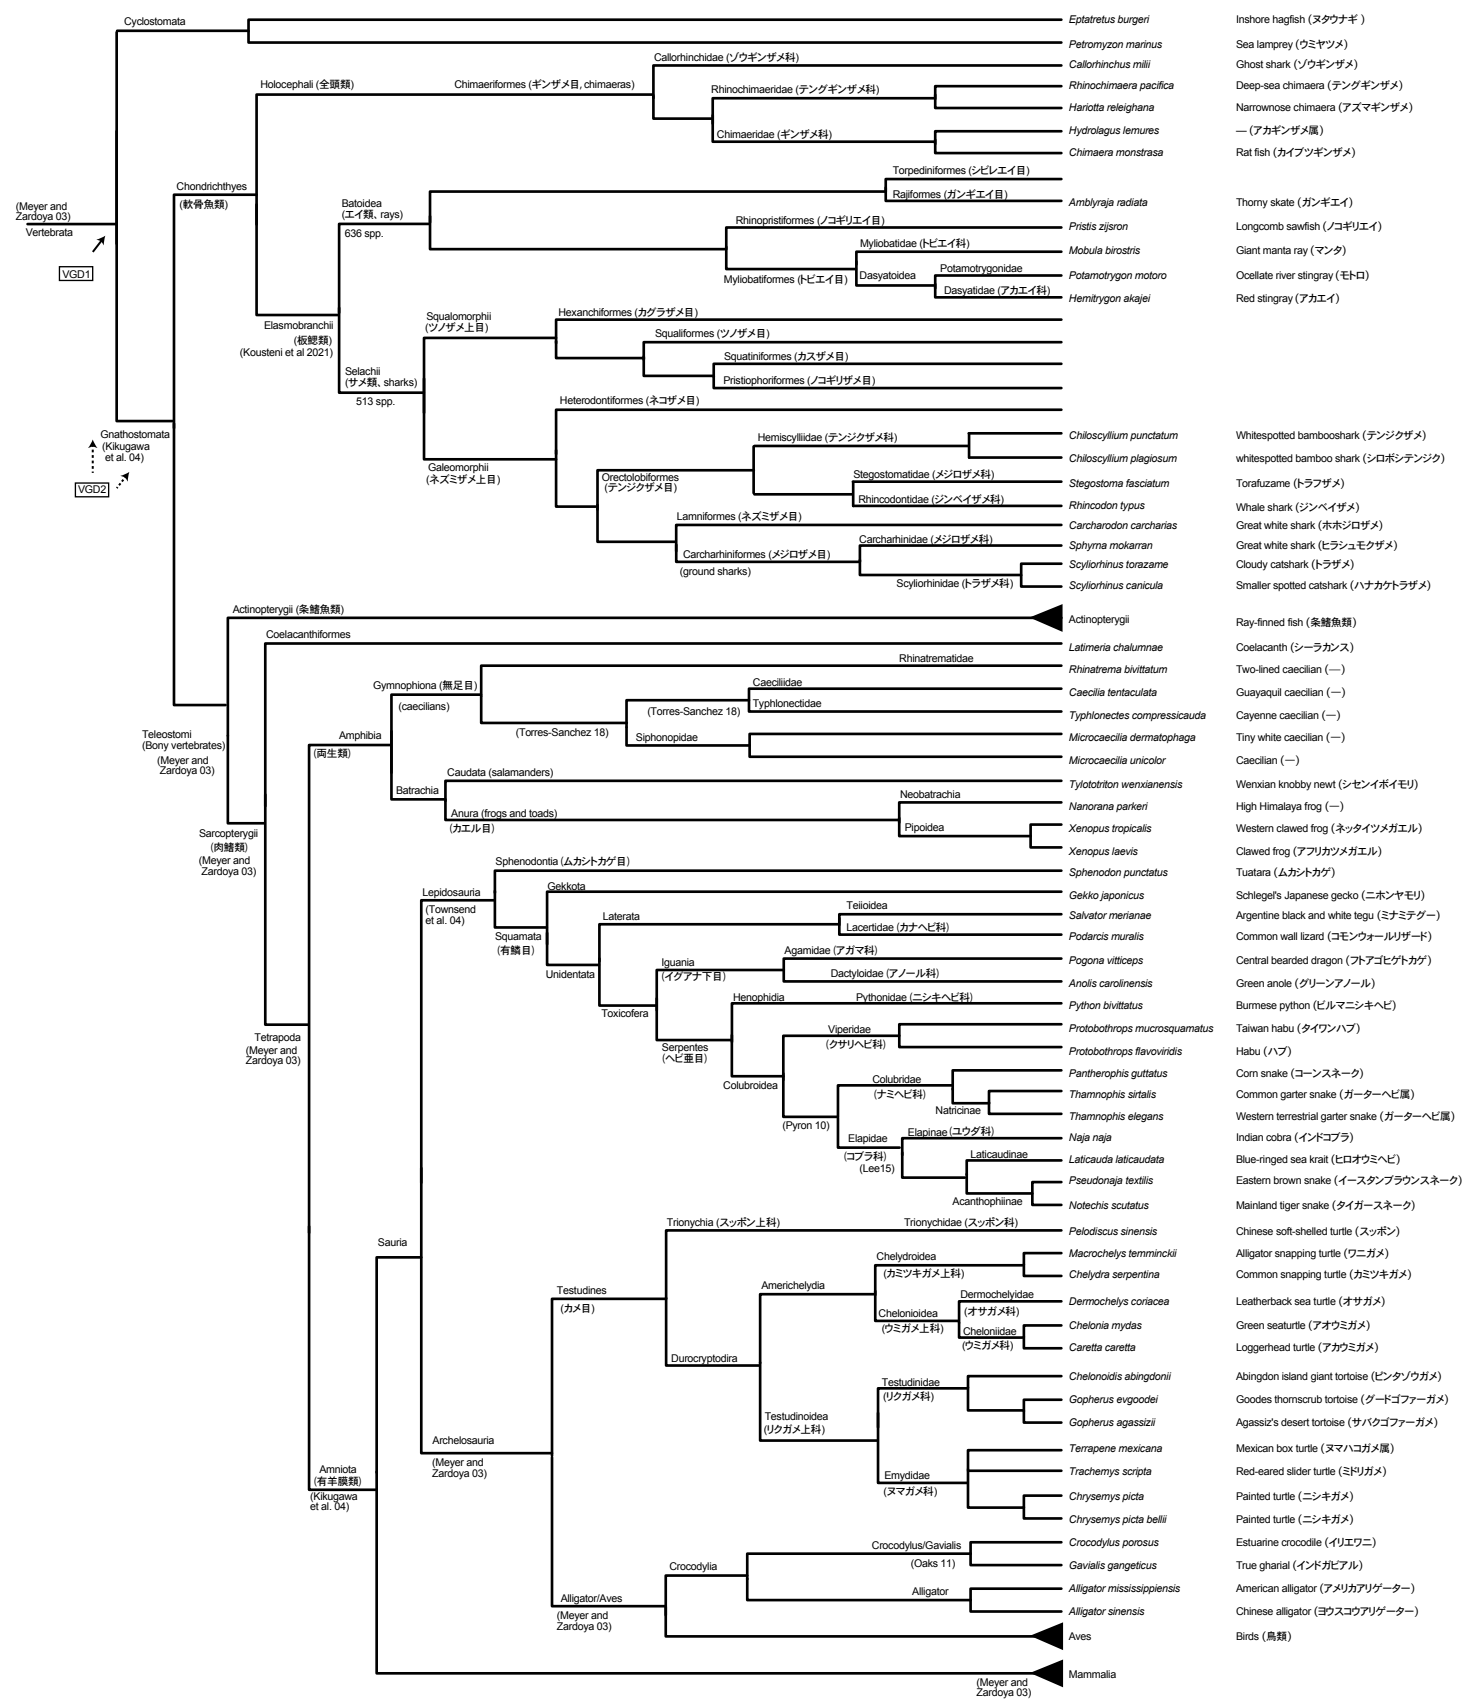 Cyclostomata
Eptatretus burgeri Inshore hagfish (ヌタウナギ )
Petromyzon marinus Sea lamprey (ウミヤツメ)
Callorhinchidae (ゾウギンザメ科)
Callorhinchus milii Ghost shark (ゾウギンザメ)
Holocephali (全頭類) Chimaeriformes (ギンザメ目, chimaeras)
Rhinochimaeridae (テングギンザメ科)
Rhinochimaera pacifica Deep-sea chimaera (テングギンザメ)
Hariotta releighana Narrownose chimaera (アズマギンザメ)
Chimaeridae (ギンザメ科)
Hydrolagus lemures — (アカギンザメ属)
Chimaera monstrasa Rat fish (カイブツギンザメ)
Torpediniformes (シビレエイ目)
Chondrichthyes
(軟骨魚類)
Rajiformes (ガンギエイ目)
Amblyraja radiata Thorny skate (ガンギエイ)
Batoidea
(エイ類、rays)
636 spp.
(Meyer and
Zardoya 03)
Vertebrata
VGD1
Rhinopristiformes (ノコギリエイ目)
Pristis zijsron Longcomb sawfish (ノコギリエイ)
Myliobatidae (トビエイ科)
Mobula birostris Giant manta ray (マンタ)
Myliobatiformes (トビエイ目) Dasyatoidea
Potamotrygonidae
Potamotrygon motoro Ocellate river stingray (モトロ)
Dasyatidae (アカエイ科)
Hemitrygon akajei Red stingray (アカエイ)
Elasmobranchii
(板鰓類)
(Kousteni et al 2021)
Squalomorphii
(ツノザメ上目)
Hexanchiformes (カグラザメ目)
Squaliformes (ツノザメ目)
Squatiniformes (カスザメ目)
Pristiophoriformes (ノコギリザメ目)
Selachii
(サメ類、sharks)
513 spp.
Heterodontiformes (ネコザメ目)
Gnathostomata
(Kikugawa
et al. 04)
VGD2
Galeomorphii
(ネズミザメ上目)
Hemiscylliidae (テンジクザメ科)
Chiloscyllium punctatum Whitespotted bambooshark (テンジクザメ)
Chiloscyllium plagiosum whitespotted bamboo shark (シロボシテンジク)
Orectolobiformes
(テンジクザメ目)
Stegostomatidae (メジロザメ科)
Stegostoma fasciatum Torafuzame (トラフザメ)
Rhincodontidae (ジンベイザメ科)
Rhincodon typus Whale shark (ジンベイザメ)
Lamniformes (ネズミザメ目)
Carcharodon carcharias Great white shark (ホホジロザメ)
Carcharhiniformes (メジロザメ目)
(ground sharks)
Carcharhinidae (メジロザメ科)
Sphyrna mokarran Great white shark (ヒラシュモクザメ)
Scyliorhinidae (トラザメ科)
Scyliorhinus torazame Cloudy catshark (トラザメ)
Scyliorhinus canicula Smaller spotted catshark (ハナカケトラザメ)
Actinopterygii (条鰭魚類)
Actinopterygii Ray-finned fish (条鰭魚類)
Coelacanthiformes
Latimeria chalumnae Coelacanth (シーラカンス)
Teleostomi
(Bony vertebrates)
(Meyer and
Zardoya 03)
Rhinatrematidae
Rhinatrema bivittatum Two-lined caecilian (—)
Gymnophiona (無足目)
(caecilians)
Caeciliidae
Caecilia tentaculata Guayaquil caecilian (—)
(Torres-Sanchez 18)
Typhlonectidae
Typhlonectes compressicauda Cayenne caecilian (—)
(Torres-Sanchez 18)
Siphonopidae
Microcaecilia dermatophaga Tiny white caecilian (—)
Microcaecilia unicolor Caecilian (—)
Amphibia
(両生類)
Batrachia
Caudata (salamanders)
Tylototriton wenxianensis Wenxian knobby newt (シセンイボイモリ)
Anura (frogs and toads)
(カエル目)
Neobatrachia
Nanorana parkeri High Himalaya frog (—)
Pipoidea
Xenopus tropicalis Western clawed frog (ネッタイツメガエル)
Xenopus laevis Clawed frog (アフリカツメガエル)
Sarcopterygii
(肉鰭類)
(Meyer and
Zardoya 03)
Sphenodontia (ムカシトカゲ目)
Sphenodon punctatus Tuatara (ムカシトカゲ)
Lepidosauria
(Townsend
et al. 04)
Gekkota
Gekko japonicus Schlegel's Japanese gecko (ニホンヤモリ)
Squamata
(有鱗目)
Unidentata
Laterata
Teiioidea
Salvator merianae Argentine black and white tegu (ミナミテグー)
Lacertidae (カナヘビ科)
Podarcis muralis Common wall lizard (コモンウォールリザード)
Toxicofera
Iguania
(イグアナ下目)
Agamidae (アガマ科)
Pogona vitticeps Central bearded dragon (フトアゴヒゲトカゲ)
Dactyloidae (アノール科)
Anolis carolinensis Green anole (グリーンアノール)
Serpentes
(ヘビ亜目)
Henophidia Pythonidae (ニシキヘビ科)
Python bivittatus Burmese python (ビルマニシキヘビ)
Colubroidea
Viperidae
(クサリヘビ科)
Protobothrops mucrosquamatus Taiwan habu (タイワンハブ)
Protobothrops flavoviridis Habu (ハブ)
Tetrapoda
(Meyer and
Zardoya 03)
(Pyron 10)
Colubridae
(ナミヘビ科)
Pantherophis guttatus Corn snake (コーンスネーク)
Natricinae
Thamnophis sirtalis Common garter snake (ガーターヘビ属)
Thamnophis elegans Western terrestrial garter snake (ガーターヘビ属)
Elapidae
(コブラ科)
(Lee15)
Elapinae (ユウダ科)
Naja naja Indian cobra (インドコブラ)
Laticaudinae
Laticauda laticaudata Blue-ringed sea krait (ヒロオウミヘビ)
Acanthophiinae
Pseudonaja textilis Eastern brown snake (イースタンブラウンスネーク)
Notechis scutatus Mainland tiger snake (タイガースネーク)
Sauria
Trionychia (スッポン上科) Trionychidae (スッポン科)
Pelodiscus sinensis Chinese soft-shelled turtle (スッポン)
Testudines
(カメ目)
Durocryptodira
Americhelydia
Chelydroidea
(カミツキガメ上科)
Macrochelys temminckii Alligator snapping turtle (ワニガメ)
Chelydra serpentina Common snapping turtle (カミツキガメ)
Chelonioidea
(ウミガメ上科)
Dermochelyidae
(オサガメ科)
Dermochelys coriacea Leatherback sea turtle (オサガメ)
Cheloniidae
(ウミガメ科)
Chelonia mydas Green seaturtle (アオウミガメ)
Caretta caretta Loggerhead turtle (アカウミガメ)
Testudinoidea
(リクガメ上科)
Testudinidae
(リクガメ科)
Chelonoidis abingdonii Abingdon island giant tortoise (ピンタゾウガメ)
Gopherus evgoodei Goodes thornscrub tortoise (グードゴファーガメ)
Gopherus agassizii Agassiz's desert tortoise (サバクゴファーガメ)
Emydidae
(ヌマガメ科)
Terrapene mexicana Mexican box turtle (ヌマハコガメ属)
Trachemys scripta Red-eared slider turtle (ミドリガメ)
Chrysemys picta Painted turtle (ニシキガメ)
Chrysemys picta bellii Painted turtle (ニシキガメ)
Archelosauria
(Meyer and
Zardoya 03)
Amniota
(有羊膜類)
(Kikugawa
et al. 04)
Crocodylia
Crocodylus/Gavialis
(Oaks 11)
Crocodylus porosus Estuarine crocodile (イリエワニ)
Gavialis gangeticus True gharial (インドガビアル)
Alligator
Alligator mississippiensis American alligator (アメリカアリゲーター)
Alligator sinensis Chinese alligator (ヨウスコウアリゲーター)
Alligator/Aves
(Meyer and
Zardoya 03)
Aves Birds (鳥類)
Mammalia
(Meyer and
Zardoya 03)